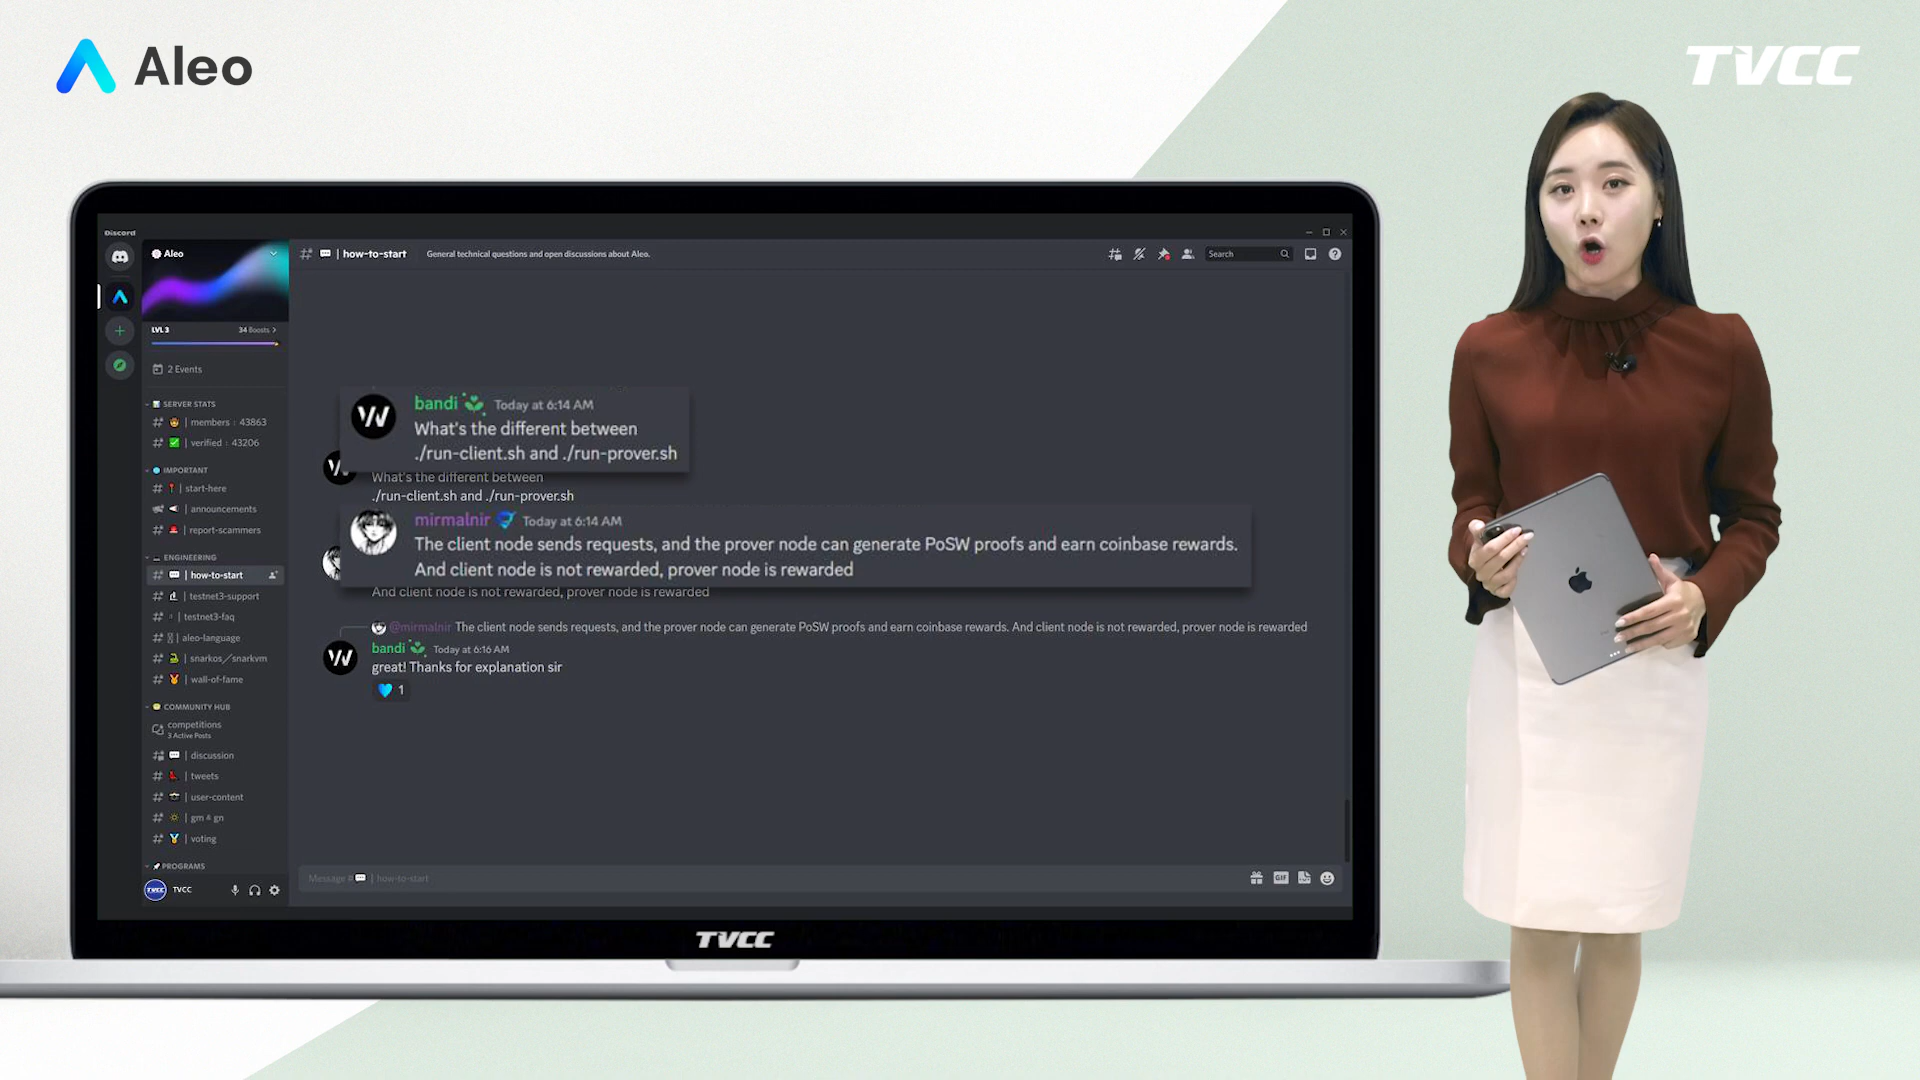 Aleo
TVCC
Discord
Aleo
LVL 3
34 Boosts
2 Events
SERVER STATS
| members : 43863
| verified : 43206
IMPORTANT
| start-here
| announcements
| report-scammers
ENGINEERING
| how-to-start
| testnet3-support
| testnet3-faq
| aleo-language
| snarkos/snarkvm
| wall-of-fame
COMMUNITY HUB
competitions
3 Active Posts
| discussion
| tweets
| user-content
| gm & gn
| voting
PROGRAMS
TVCC
| how-to-start
General technical questions and open discussions about Aleo.
Search
bandi Today at 6:14 AM
What's the different between
./run-client.sh and ./run-prover.sh
What's the different between
./run-client.sh and ./run-prover.sh
mirmalnir Today at 6:14 AM
The client node sends requests, and the prover node can generate PoSW proofs and earn coinbase rewards.
And client node is not rewarded, prover node is rewarded
And client node is not rewarded, prover node is rewarded
@mirmalnir The client node sends requests, and the prover node can generate PoSW proofs and earn coinbase rewards. And client node is not rewarded, prover node is rewarded
bandi Today at 6:16 AM
great! Thanks for explanation sir
1
Message # | how-to-start
GIF
TVCC